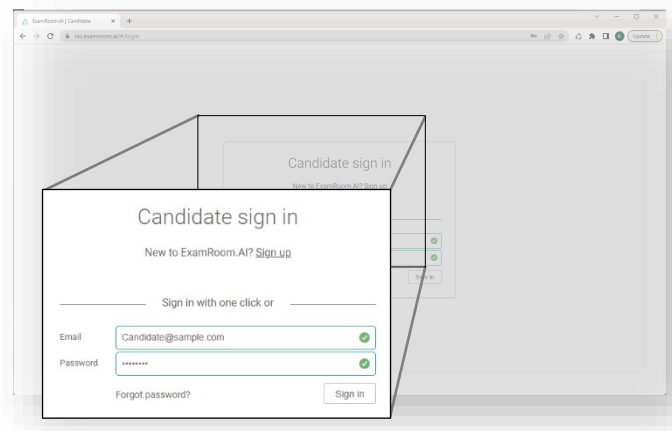 ExamRoom.AI | Candidate
nic.examroom.ai/#/login
K
Update
Candidate sign in
New to ExamRoom.AI? Sign up
Sign in
Candidate sign in
New to ExamRoom.AI? Sign up
Sign in with one click or
Email
Candidate@sample.com
Password
••••••••
Forgot password?
Sign in